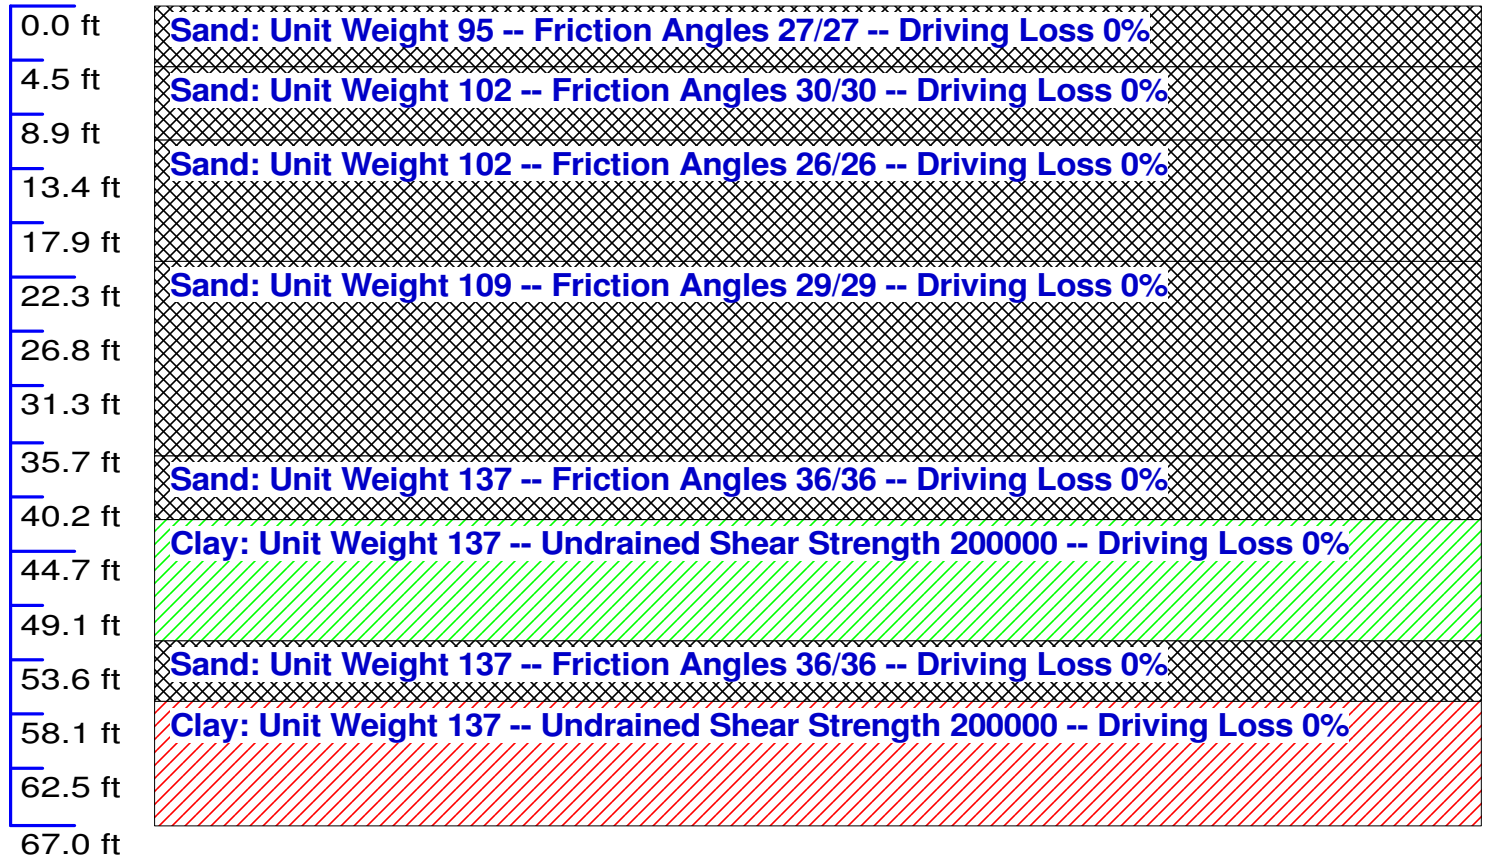 0.0 ft
Sand: Unit Weight 95 -- Friction Angles 27/27 -- Driving Loss 0%
4.5 ft
Sand: Unit Weight 102 -- Friction Angles 30/30 -- Driving Loss 0%
8.9 ft
Sand: Unit Weight 102 -- Friction Angles 26/26 -- Driving Loss 0%
13.4 ft
17.9 ft
Sand: Unit Weight 109 -- Friction Angles 29/29 -- Driving Loss 0%
22.3 ft
26.8 ft
31.3 ft
35.7 ft
Sand: Unit Weight 137 -- Friction Angles 36/36 -- Driving Loss 0%
40.2 ft
Clay: Unit Weight 137 -- Undrained Shear Strength 200000 -- Driving Loss 0%
44.7 ft
49.1 ft
Sand: Unit Weight 137 -- Friction Angles 36/36 -- Driving Loss 0%
53.6 ft
Clay: Unit Weight 137 -- Undrained Shear Strength 200000 -- Driving Loss 0%
58.1 ft
62.5 ft
67.0 ft